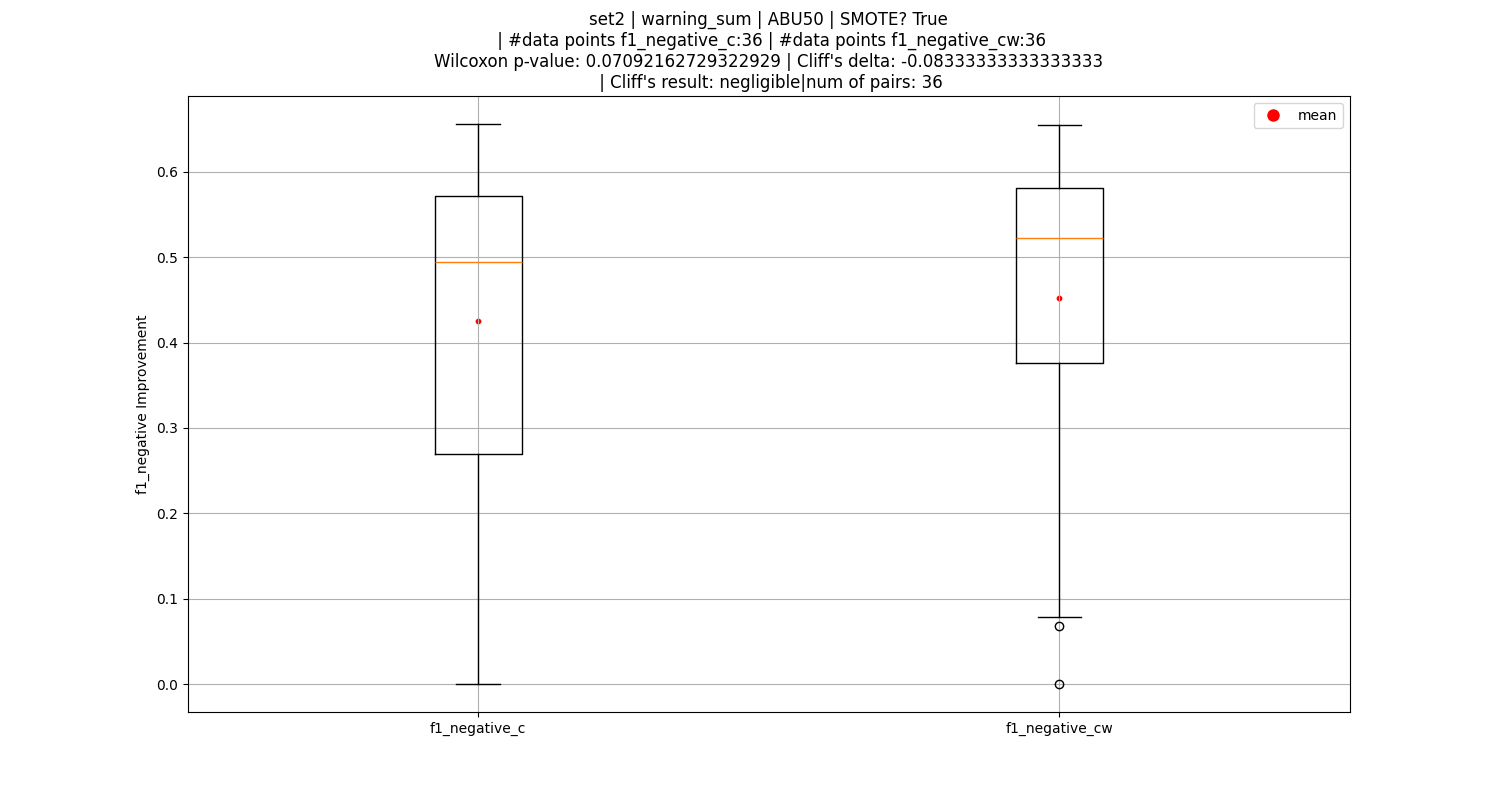 set2 | warning_sum | ABU50 | SMOTE? True
| #data points f1_negative_c:36 | #data points f1_negative_cw:36
Wilcoxon p-value: 0.07092162729322929 | Cliff's delta: -0.08333333333333333
| Cliff's result: negligible|num of pairs: 36
mean
0.6
0.5
0.4
0.3
0.2
0.1
0.0
f1_negative Improvement
f1_negative_c
f1_negative_cw